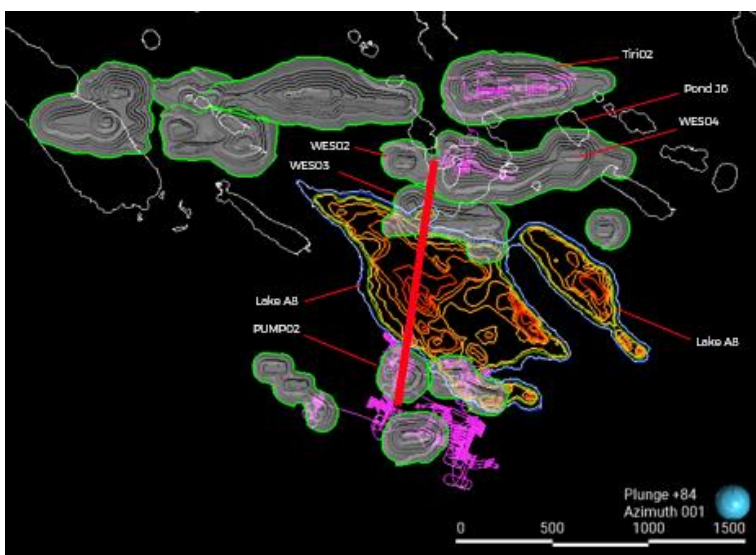 Tiri02
Pond J6
WES04
WES02
WES03
Lake A8
PUMP02
Lake A8
Plunge +84
Azimuth 001
0 500 1000 1500